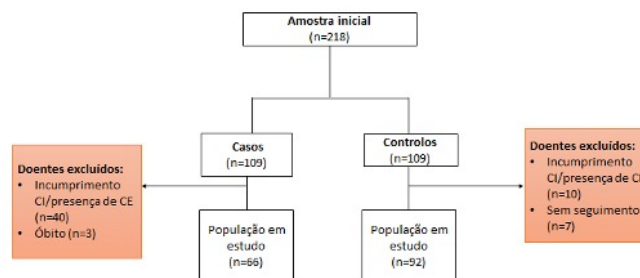 Amostra inicial
(n=218)
Casos
(n=109)
Controlos
(n=109)
Doentes excluídos:
• Incumprimento
CI/presença de CE
(n=40)
• Óbito (n=3)
Doentes excluídos:
• Incumprimento
CI/presença de C
(n=10)
• Sem seguimento
(n=7)
População em
estudo
(n=66)
População em
estudo
(n=92)